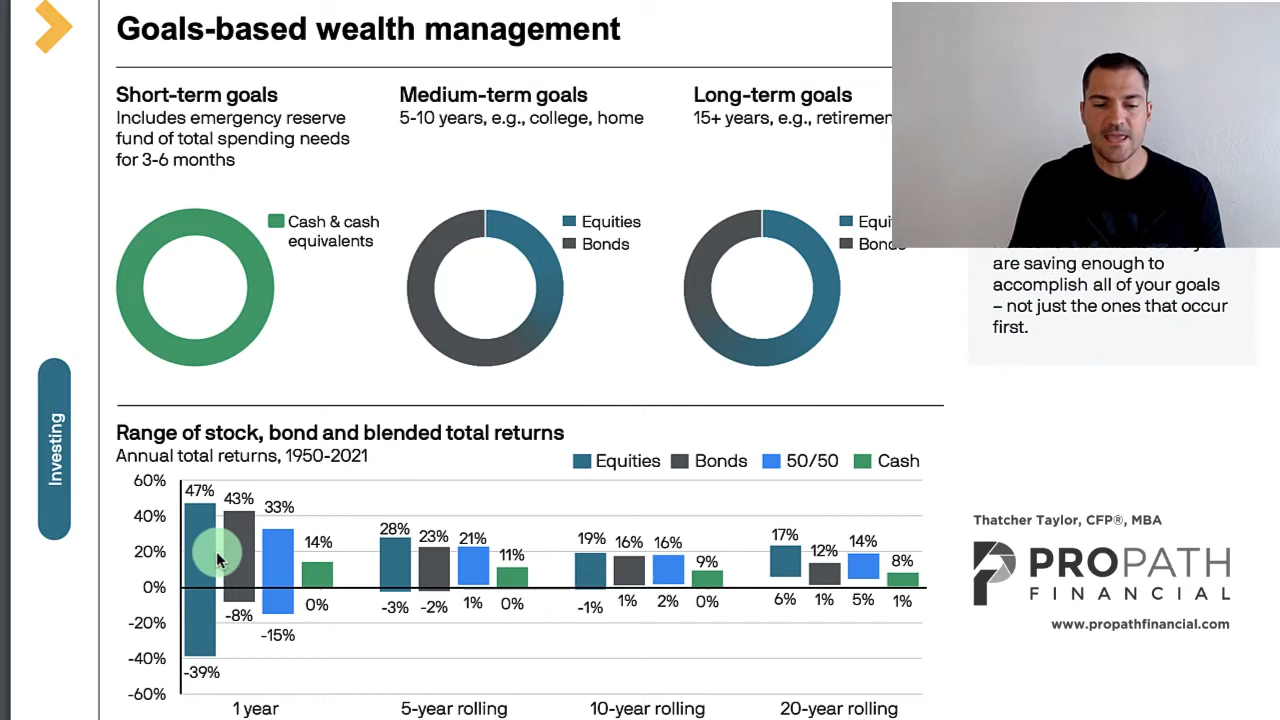 Goals-based wealth management
Short-term goals
Includes emergency reserve
fund of total spending needs
for 3-6 months
Cash & cash
equivalents
Medium-term goals
5-10 years, e.g., college, home
Equities
Bonds
Long-term goals
15+ years, e.g.,
are saving enough to
accomplish all of your goals
– not just the ones that occur
first.
Investing
Range of stock, bond and blended total returns
Annual total returns, 1950-2021
Equities Bonds 50/50 Cash
60%
40%
20%
0%
-20%
-40%
-60%
47% 43% 33% 14%
-39% -8% -15% 0%
28% 23% 21% 11%
-3% -2% 1% 0%
19% 16% 16% 9%
-1% 1% 2% 0%
17% 12% 14% 8%
6% 1% 5% 1%
1 year 5-year rolling 10-year rolling 20-year rolling
Thatcher Taylor, CFP®, MBA
PROPATH
FINANCIAL
www.propathfinancial.com